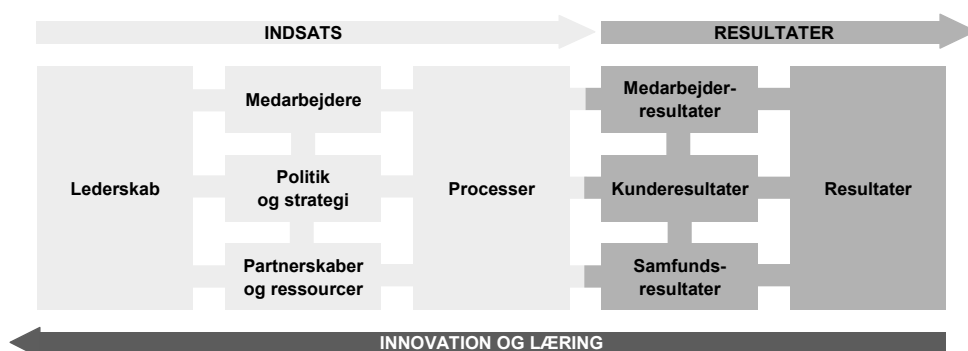 INDSATS
RESULTATER
Lederskab
Medarbejdere
Politik
og strategi
Partnerskaber
og ressourcer
Processer
Medarbejder-
resultater
Kunderesultater
Samfunds-
resultater
Resultater
INNOVATION OG LÆRING